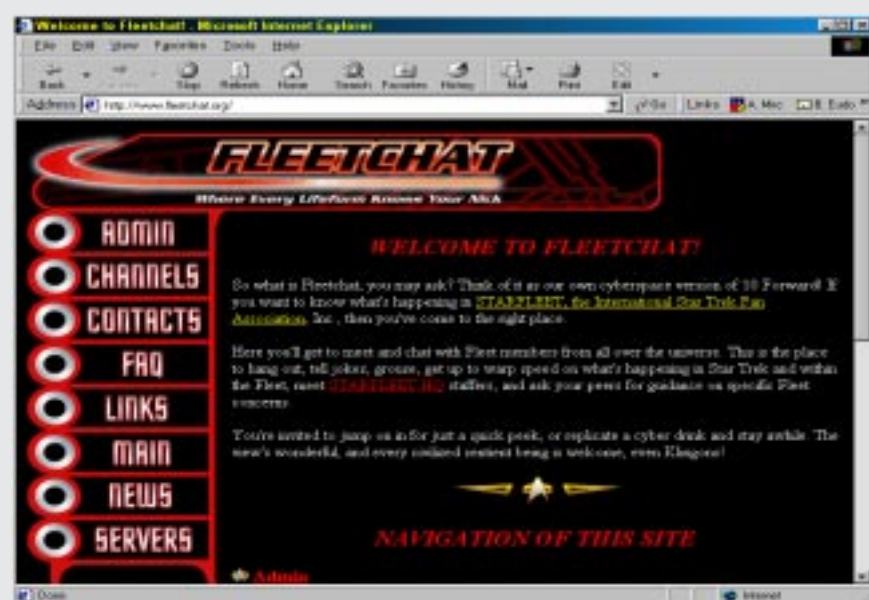 Welcome to Fleetchat! - Microsoft Internet Explorer
File Edit View Favorites Tools Help
Back Stop Refresh Home Search Favorites History Mail Print Edit
Address http://www.fleetchat.org/ Go Links A. Misc B. Eudo
FLEETCHAT
Where Every Lifeform Knows Your Nick
ADMIN
CHANNELS
CONTACTS
FAQ
LINKS
MAIN
NEWS
SERVERS
WELCOME TO FLEETCHAT!
So what is Fleetchat, you may ask? Think of it as our own cyberspace version of 10 Forward! If
you want to know what's happening in STARFLEET, the International Star Trek Fan
Association, Inc., then you've come to the right place.
Here you'll get to meet and chat with Fleet members from all over the universe. This is the place
to hang out, tell jokes, grouse, get up to warp speed on what's happening in Star Trek and within
the Fleet, meet STARFLEET HQ staffers, and ask your peers for guidance on specific Fleet
concerns.
You're invited to jump on in for just a quick peek, or replicate a cyber drink and stay awhile. The
view's wonderful, and every civilized sentient being is welcome, even Klingons!
NAVIGATION OF THIS SITE
Admin
Done Internet